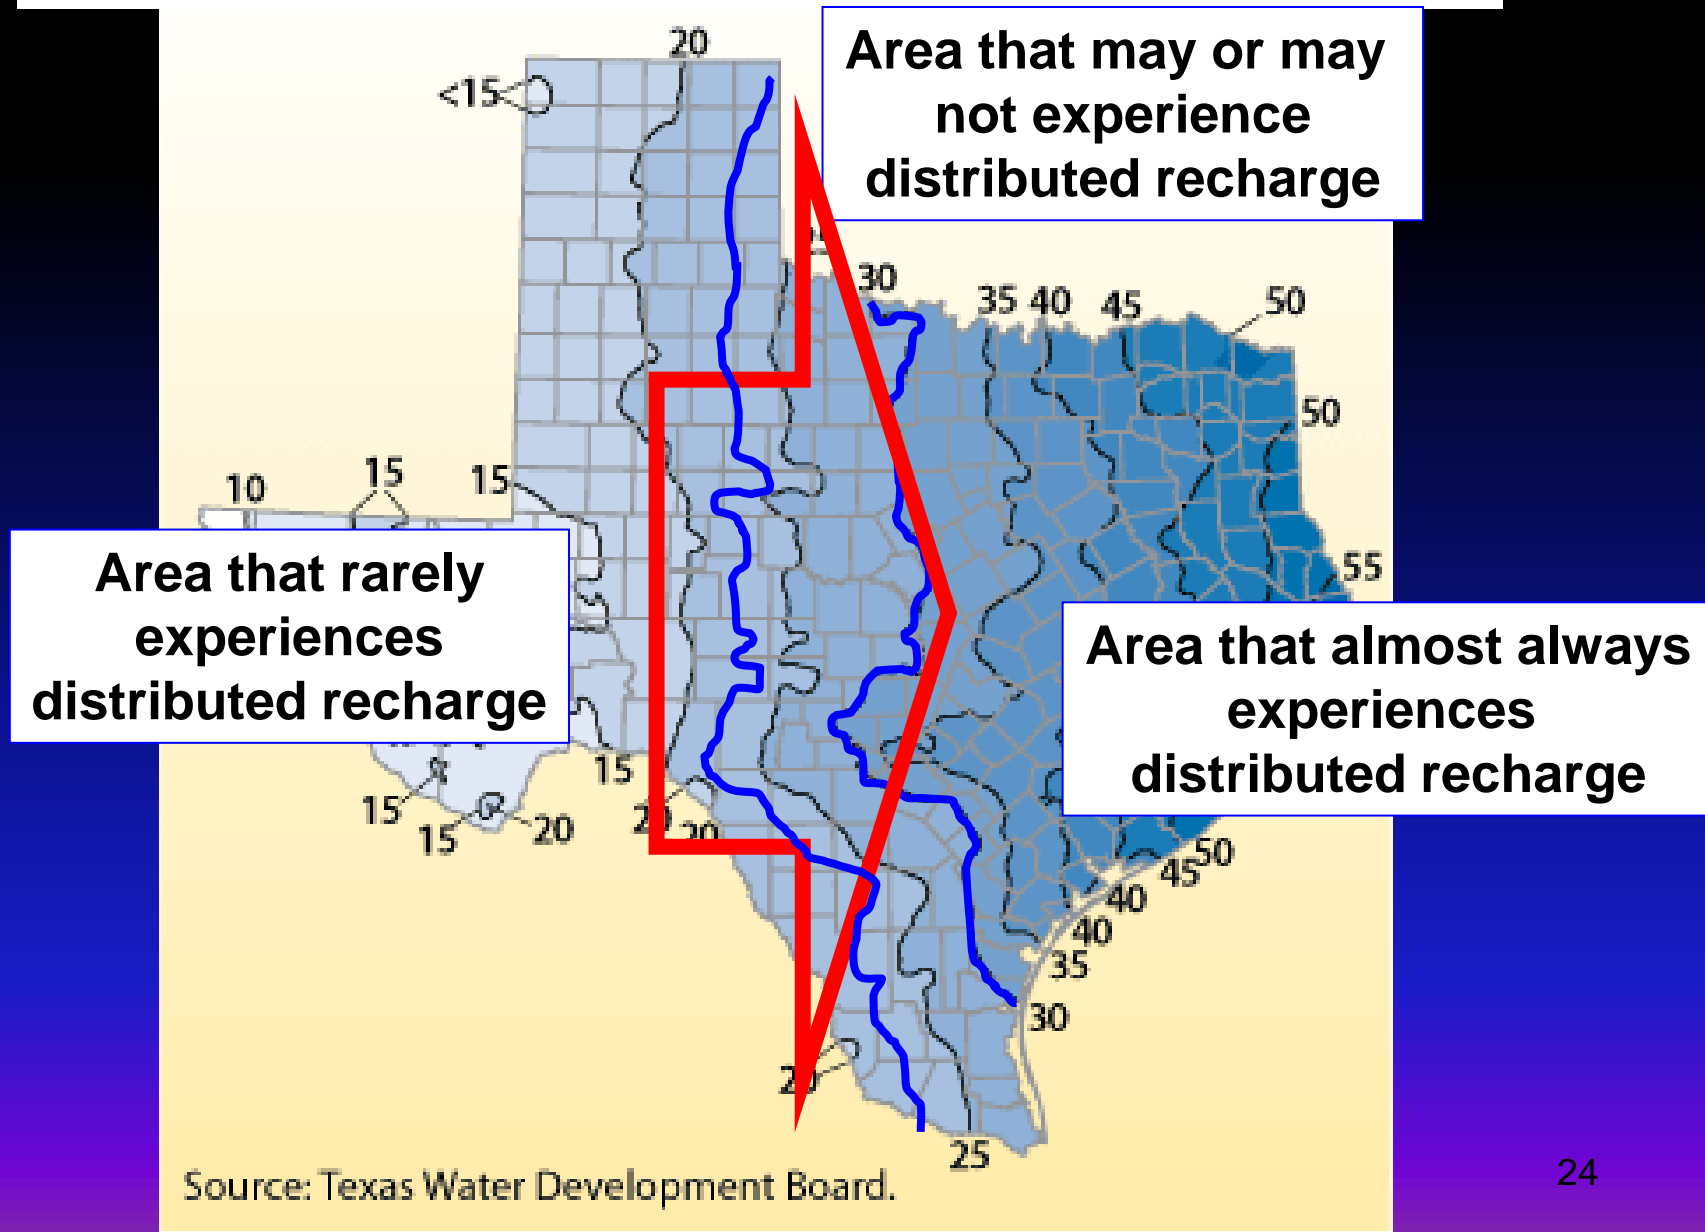 20
<15
Area that may or may
not experience
distributed recharge
30
35 40 45
50
50
10
15
15
55
Area that rarely
experiences
distributed recharge
Area that almost always
experiences
distributed recharge
15
15
15
20
20
20
50
45
40
40
35
30
20
25
Source: Texas Water Development Board.
24